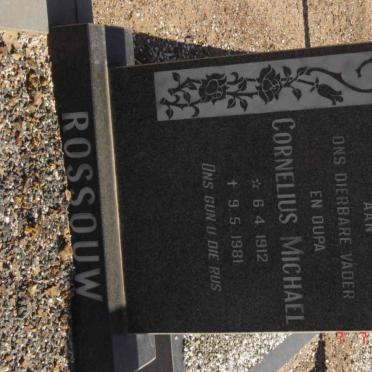 AAN
ONS DIERBARE VADER
EN OUPA
CORNELIUS MICHAEL
☆ 6.4.1912
✝ 9.5.1981
ONS GUN U DIE RUS
ROSSOUW